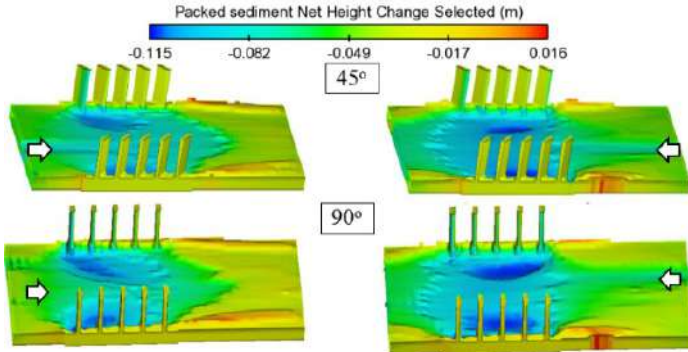 Packed sediment Net Height Change Selected (m)
-0.115 -0.082 -0.049 -0.017 0.016
45°
90°